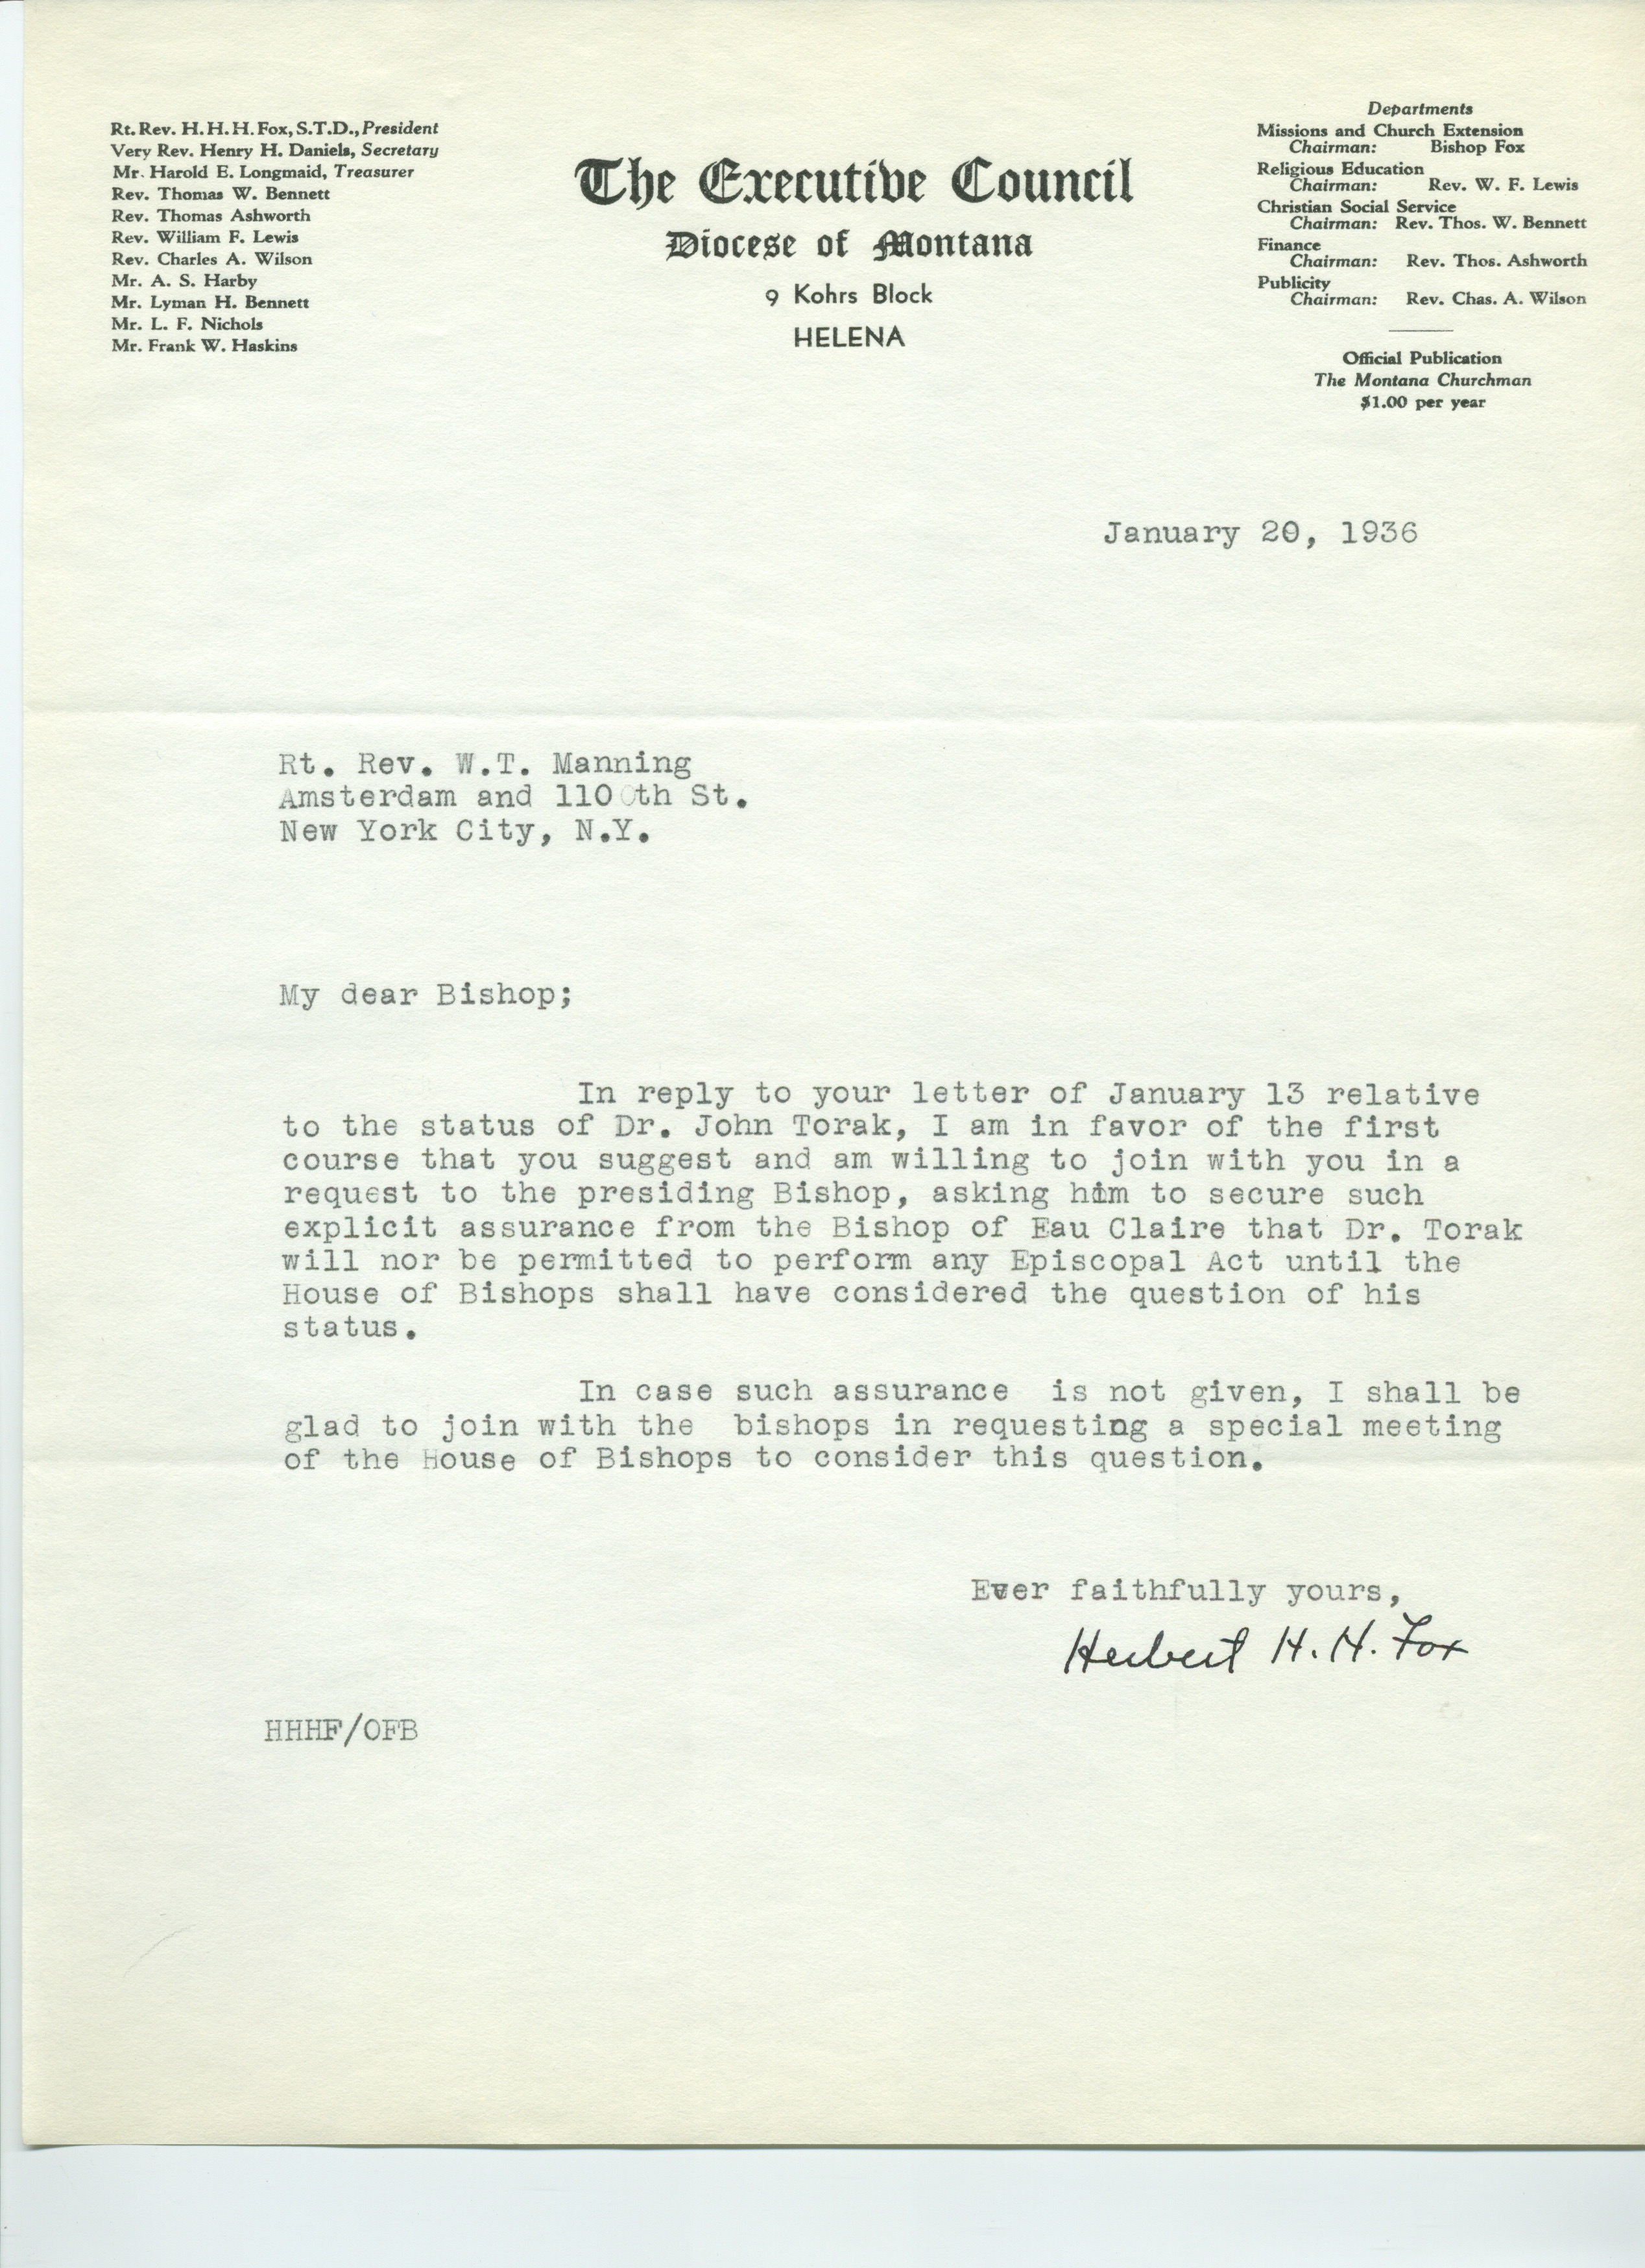 Rt. Rev. H. H. H. Fox, S.T.D., President
Very Rev. Henry H. Daniels, Secretary
Mr. Harold E. Longmaid, Treasurer
Rev. Thomas W. Bennett
Rev. Thomas Ashworth
Rev. William F. Lewis
Rev. Charles A. Wilson
Mr. A. S. Harby
Mr. Lyman H. Bennett
Mr. L. F. Nichols
Mr. Frank W. Haskins
The Executive Council
Diocese of Montana
9 Kohrs Block
HELENA
Departments
Missions and Church Extension
Chairman: Bishop Fox
Religious Education
Chairman: Rev. W. F. Lewis
Christian Social Service
Chairman: Rev. Thos. W. Bennett
Finance
Chairman: Rev. Thos. Ashworth
Publicity
Chairman: Rev. Chas. A. Wilson
Official Publication
The Montana Churchman
$1.00 per year
January 20, 1936
Rt. Rev. W.T. Manning
Amsterdam and 110 0th St.
New York City, N.Y.
My dear Bishop;
In reply to your letter of January 13 relative
to the status of Dr. John Torak, I am in favor of the first
course that you suggest and am willing to join with you in a
request to the presiding Bishop, asking him to secure such
explicit assurance from the Bishop of Eau Claire that Dr. Torak
will nor be permitted to perform any Episcopal Act until the
House of Bishops shall have considered the question of his
status.
In case such assurance is not given, I shall be
glad to join with the bishops in requesting a special meeting
of the House of Bishops to consider this question.
Ever faithfully yours,
Herbert H. H. Fox
HHHF/OFB